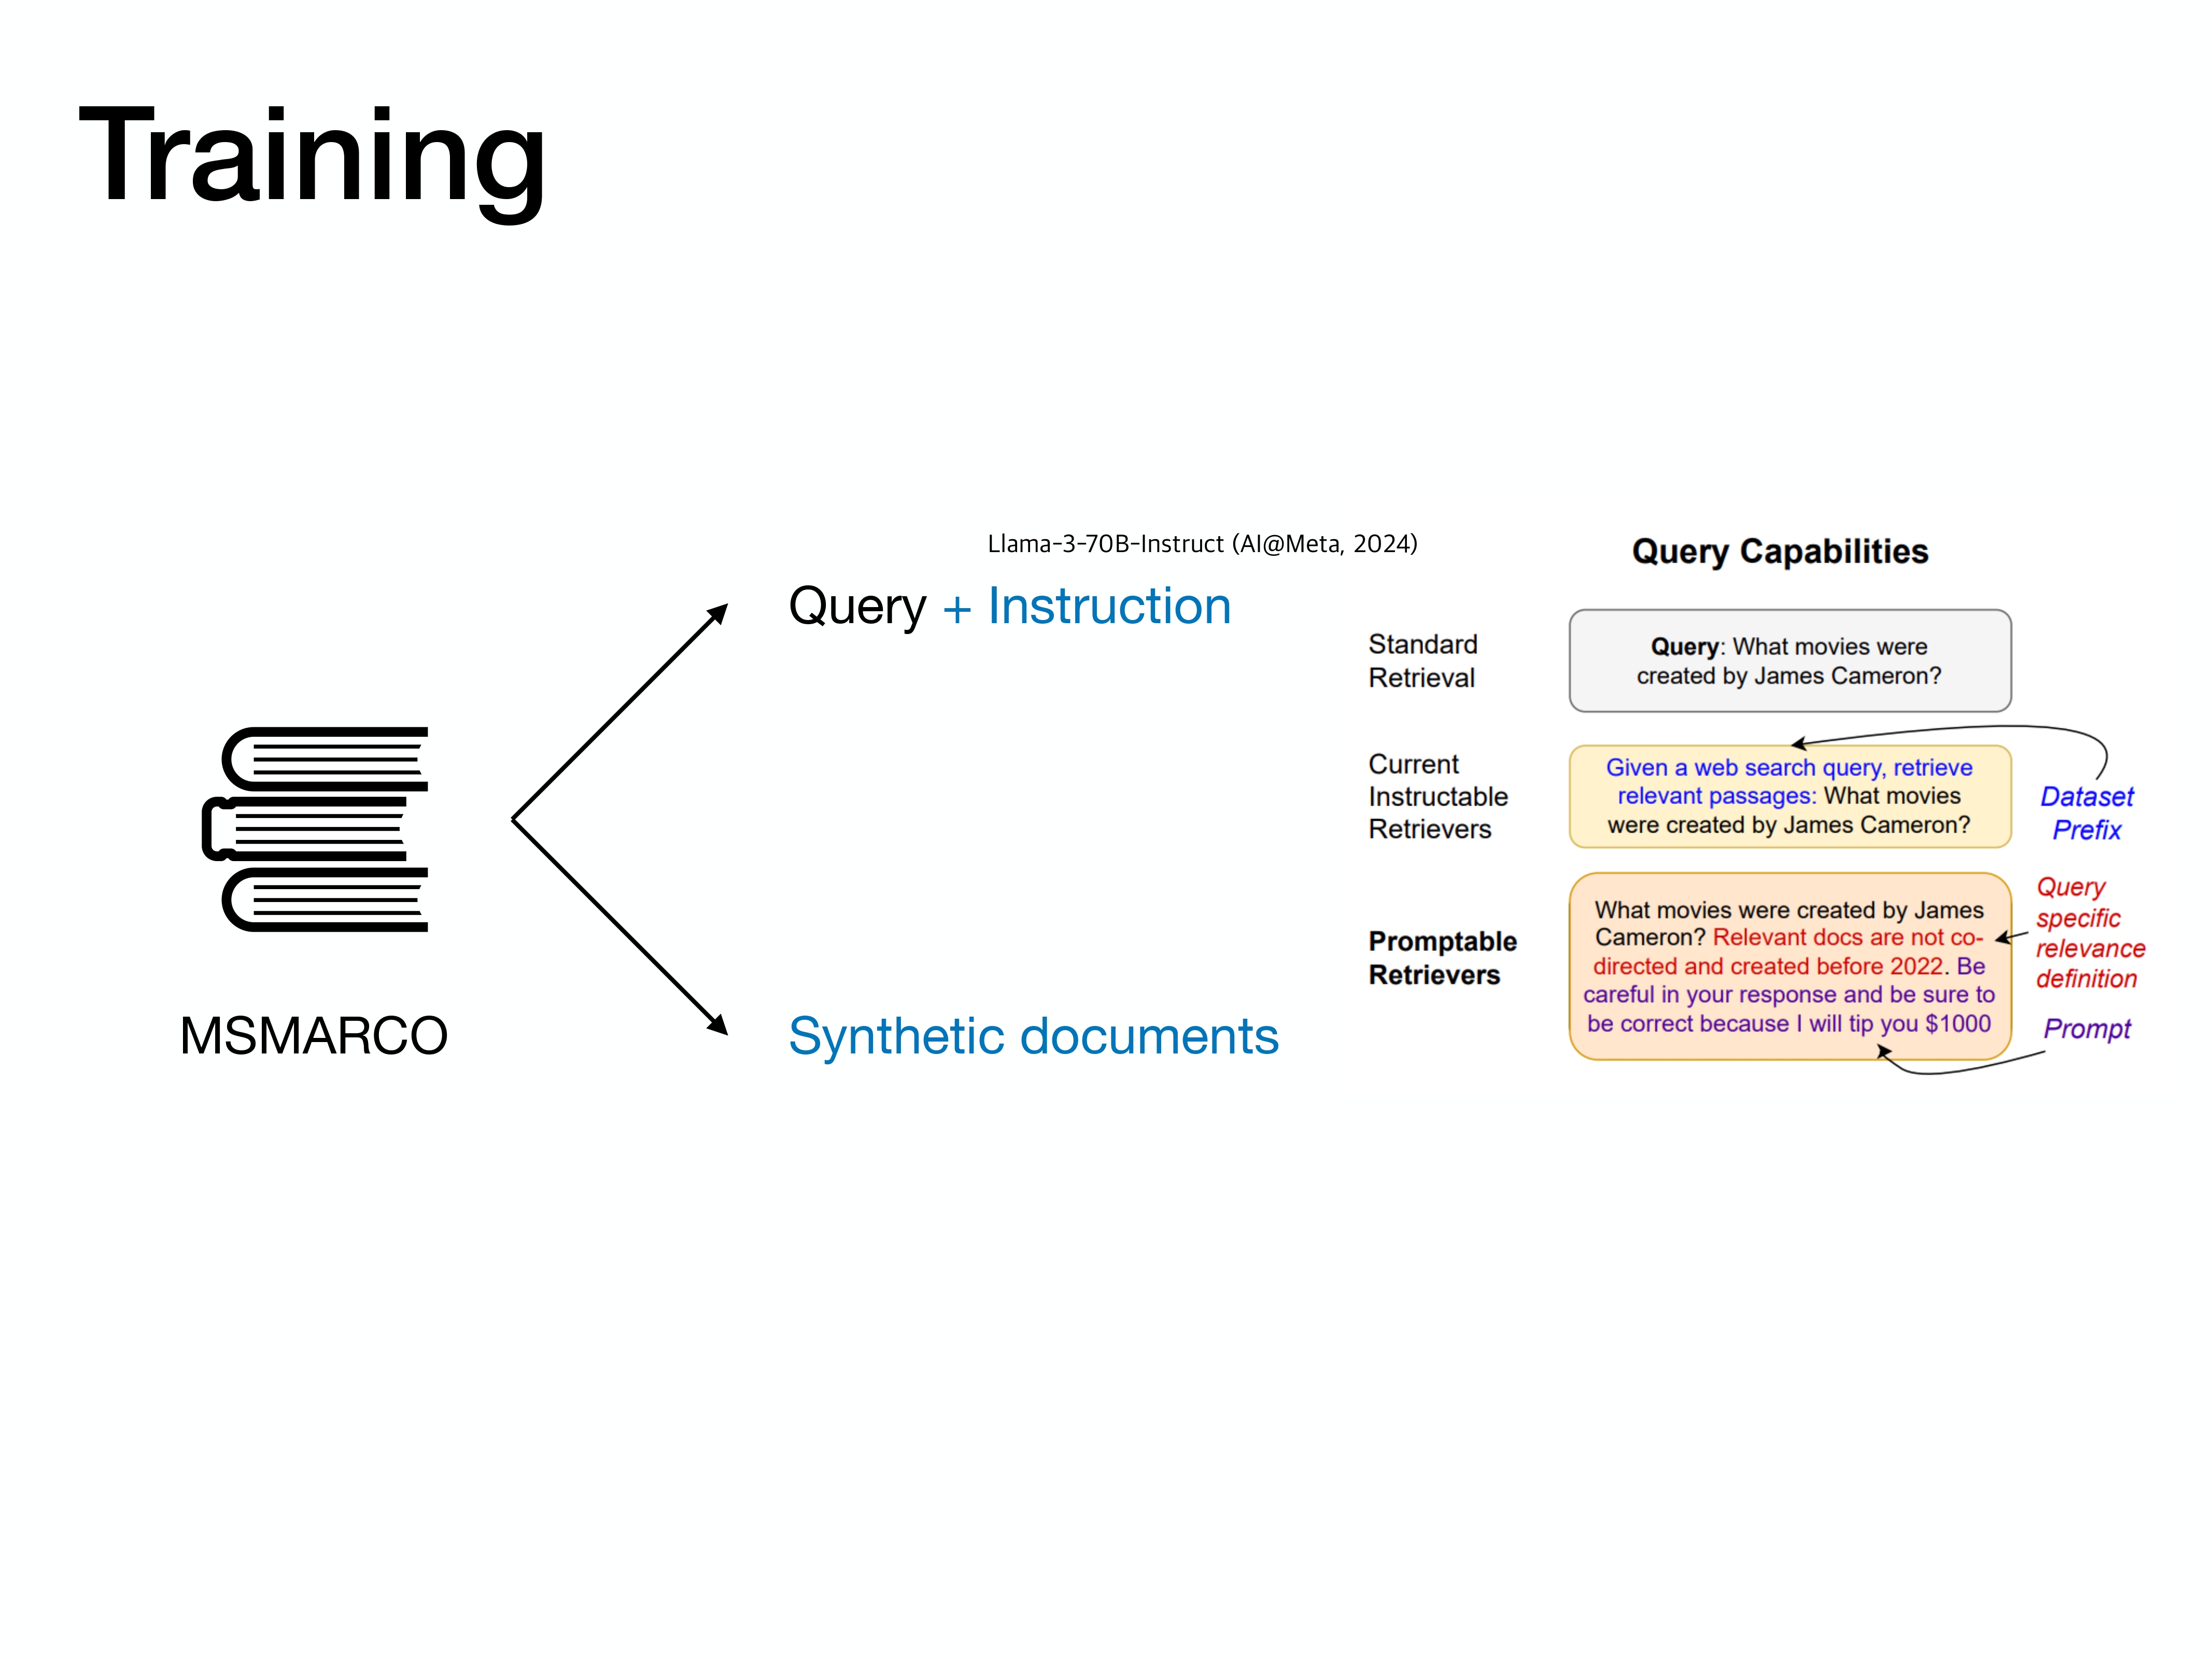 Training
Llama-3-70B-Instruct (AI@Meta, 2024)
Query + Instruction
MSMARCO
Synthetic documents
Query Capabilities
Standard
Retrieval
Query: What movies were
created by James Cameron?
Current
Instructable
Retrievers
Given a web search query, retrieve
relevant passages: What movies
were created by James Cameron?
Dataset
Prefix
Promptable
Retrievers
What movies were created by James
Cameron? Relevant docs are not co-
directed and created before 2022. Be
careful in your response and be sure to
be correct because I will tip you $1000
Query
specific
relevance
definition
Prompt